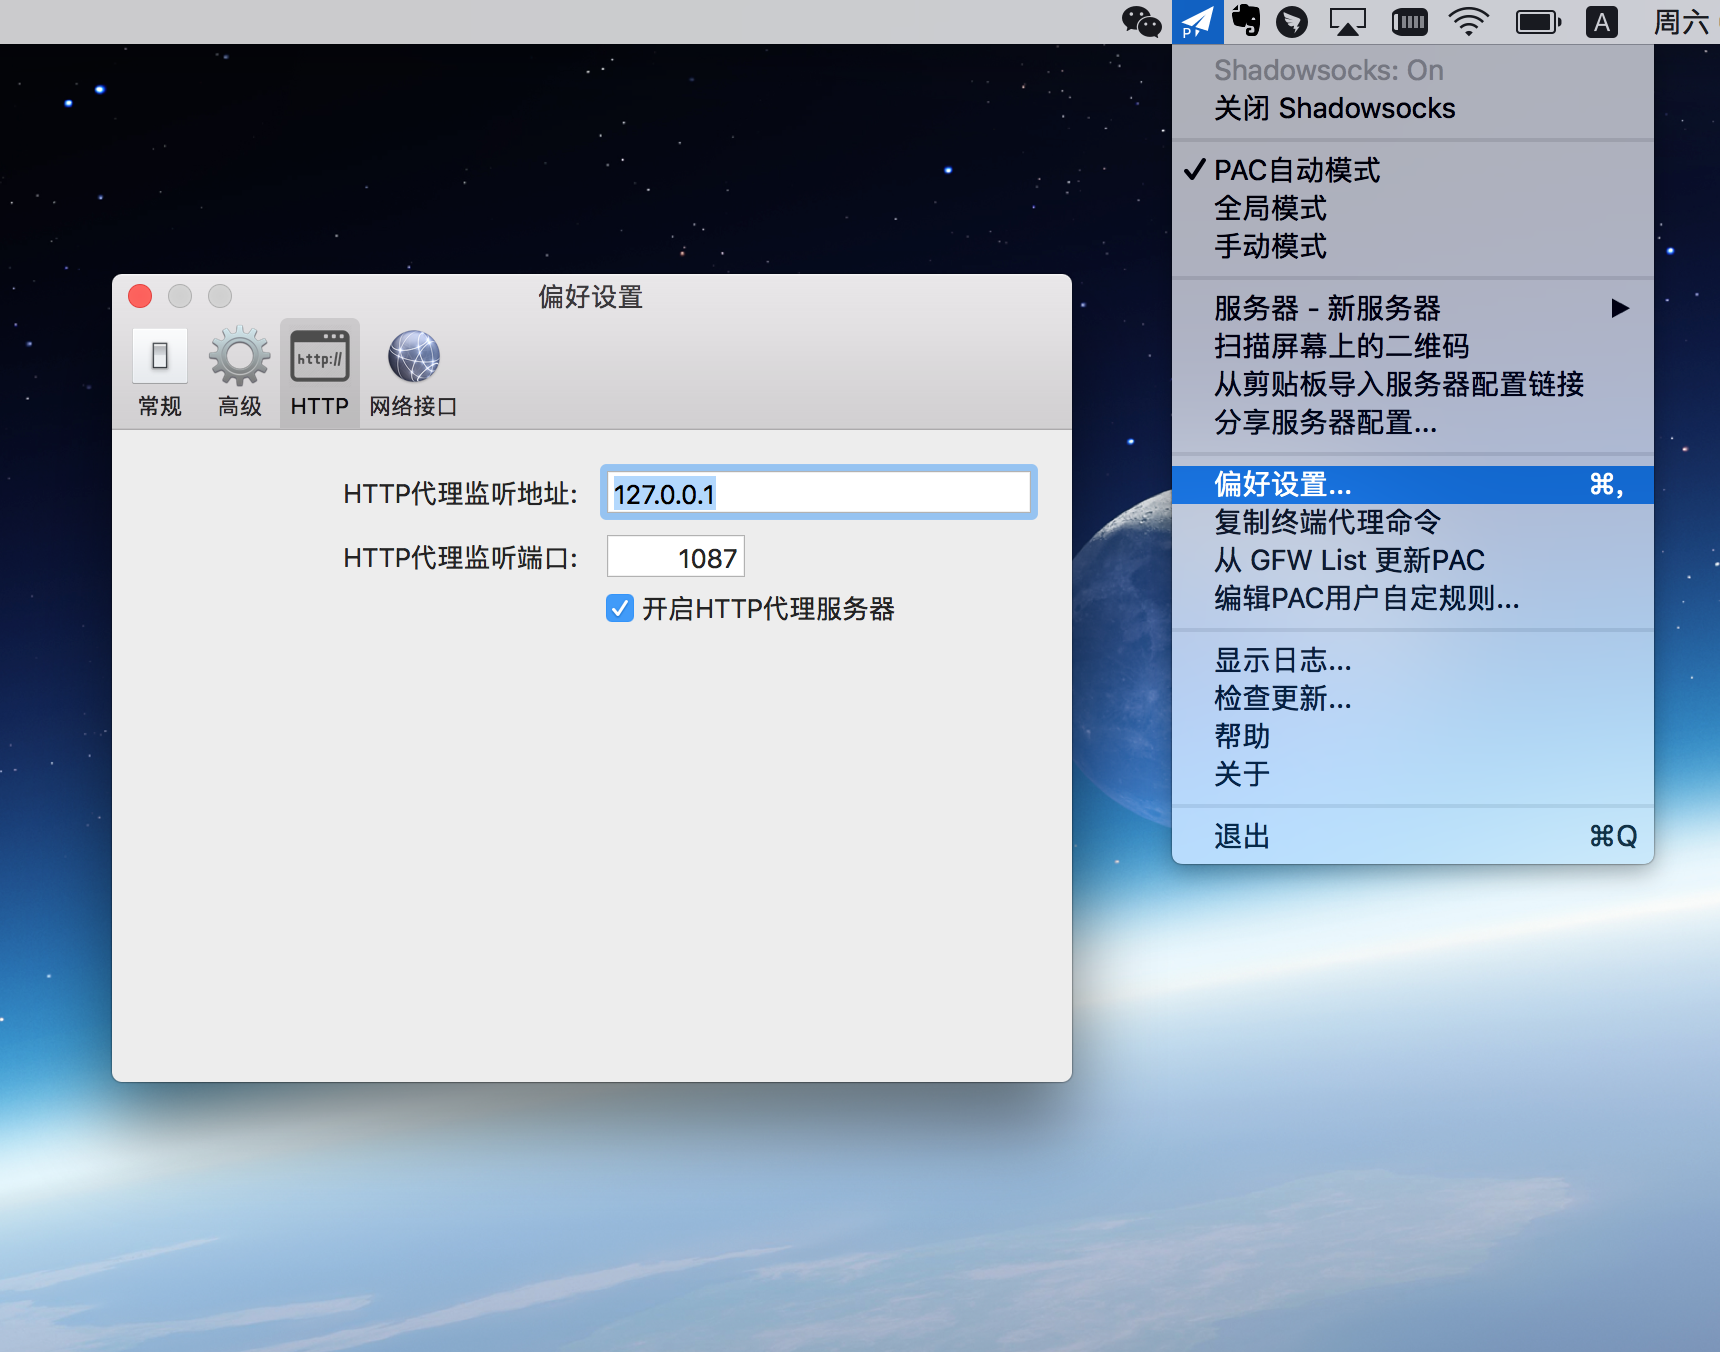 A
周六
P
Shadowsocks: On
关闭 Shadowsocks
✓ PAC自动模式
全局模式
手动模式
服务器 - 新服务器 ▶
扫描屏幕上的二维码
从剪贴板导入服务器配置链接
分享服务器配置...
偏好设置... ⌘,
复制终端代理命令
从 GFW List 更新PAC
编辑PAC用户自定规则...
显示日志...
检查更新...
帮助
关于
退出 ⌘Q
偏好设置
http://
常规 高级 HTTP 网络接口
HTTP代理监听地址: 127.0.0.1
HTTP代理监听端口: 1087
开启HTTP代理服务器